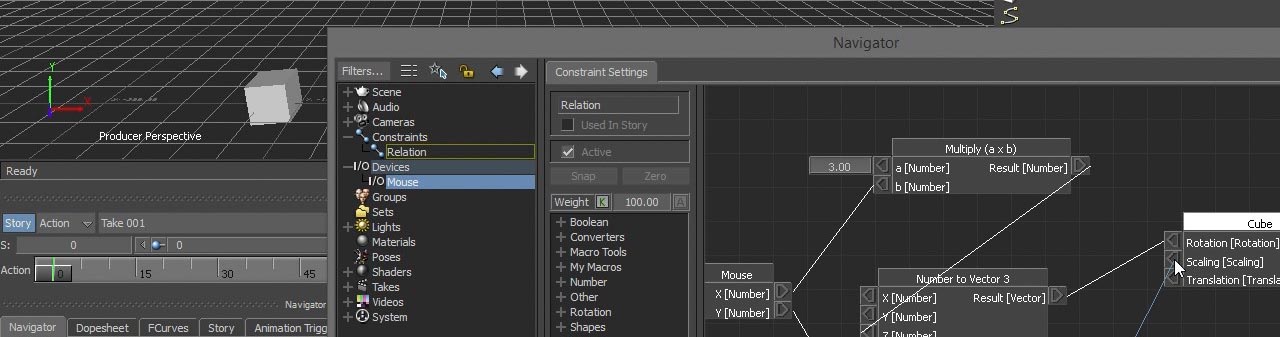 Navigator
Filters...
Constraint Settings
Scene
Audio
Cameras
Constraints
Relation
I/O Devices
I/O Mouse
Groups
Sets
Lights
Materials
Poses
Shaders
Takes
Videos
System
Relation
Used In Story
Active
Snap Zero
Weight K 100.00 A
Boolean
Converters
Macro Tools
My Macros
Number
Other
Rotation
Shapes
Multiply (a x b)
3.00 a [Number] Result [Number]
b [Number]
Mouse
X [Number]
Y [Number]
Number to Vector 3
X [Number] Result [Vector]
Y [Number]
Z [Number]
Cube
Rotation [Rotation]
Scaling [Scaling]
Translation [Transla
Y
X
Producer Perspective
Ready
Story Action Take 001
S: 0 0
Action 0 15 30 45
Navigator
Navigator Dopesheet FCurves Story Animation Trigg